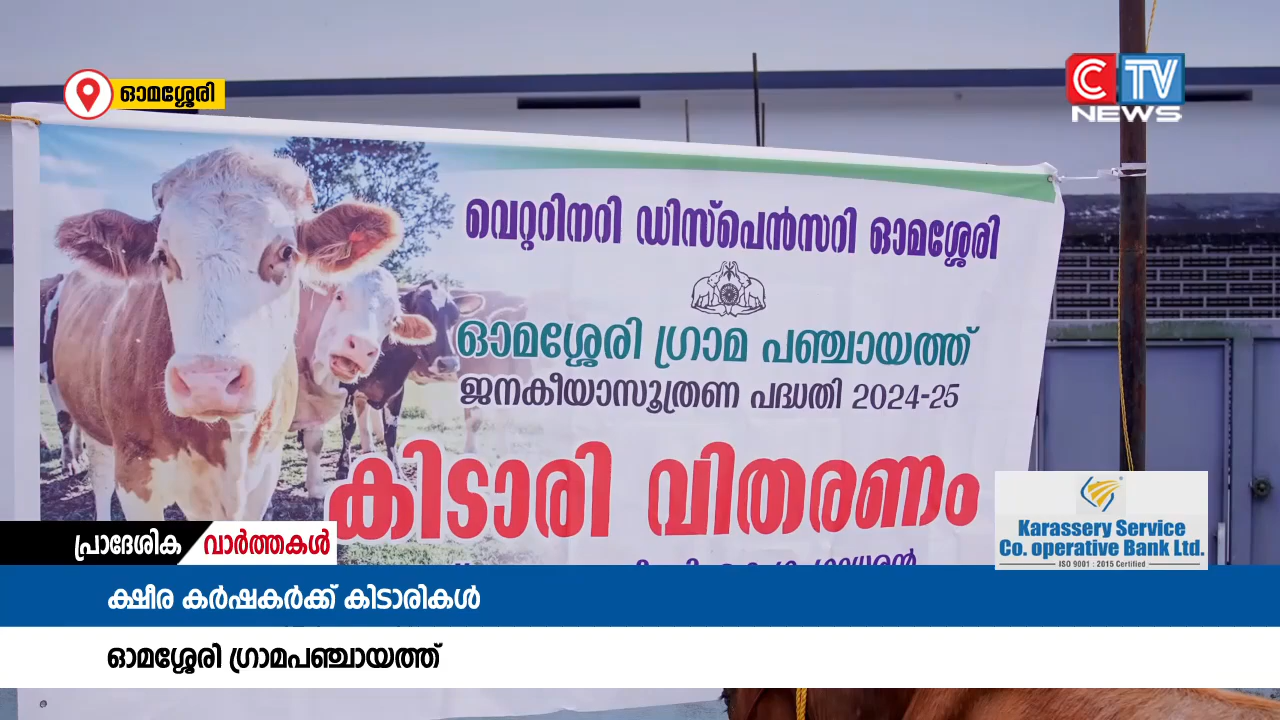 ഓമശ്ശേരി
C TV
NEWS
വെറ്ററിനറി ഡിസ്പെൻസറി ഓമശ്ശേരി
ഓമശ്ശേരി ഗ്രാമ പഞ്ചായത്ത്
ജനകീയാസൂത്രണ പദ്ധതി 2024-25
കിടാരി വിതരണം
Karassery Service
Co. operative Bank Ltd.
ISO 9001 : 2015 Certified
പ്രാദേശിക വാർത്തകൾ
ക്ഷീര കർഷകർക്ക് കിടാരികൾ
ഓമശ്ശേരി ഗ്രാമപഞ്ചായത്ത്